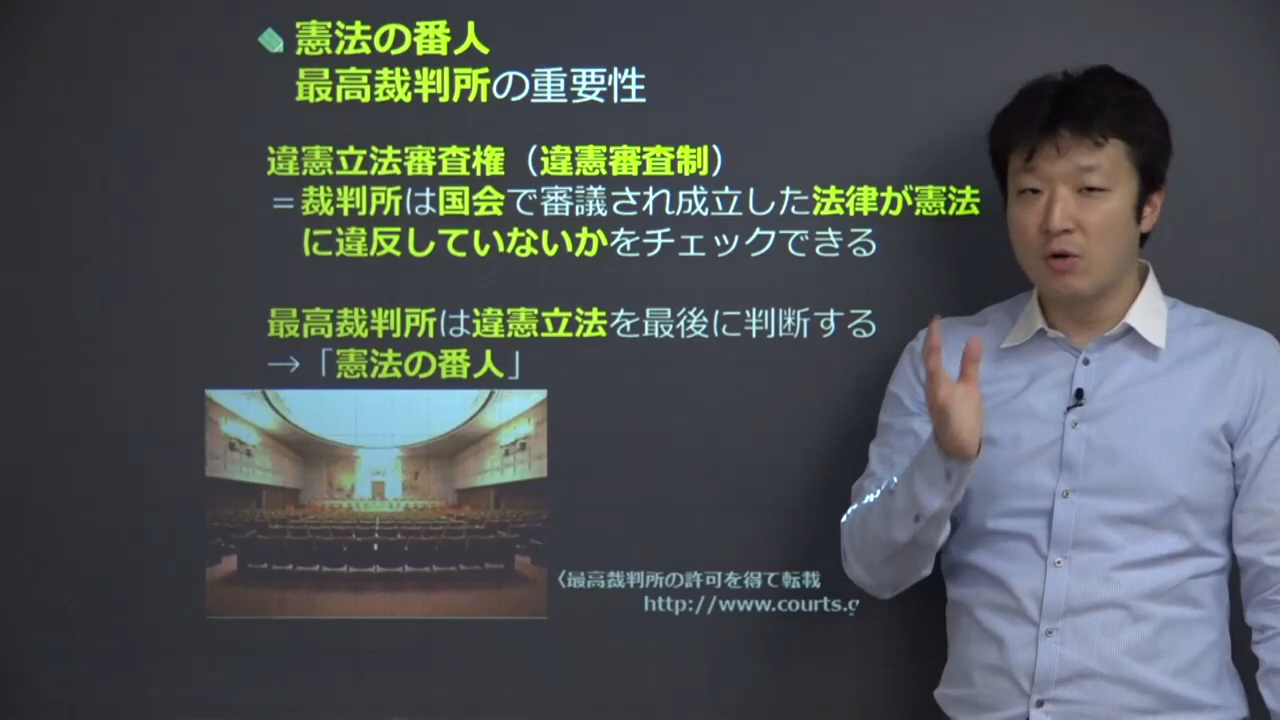 憲法の番人
最高裁判所の重要性
違憲立法審査権（違憲審査制）
＝裁判所は国会で審議され成立した法律が憲法
に違反していないかをチェックできる
最高裁判所は違憲立法を最後に判断する
→「憲法の番人」
〈最高裁判所の許可を得て転載
http://www.courts.g